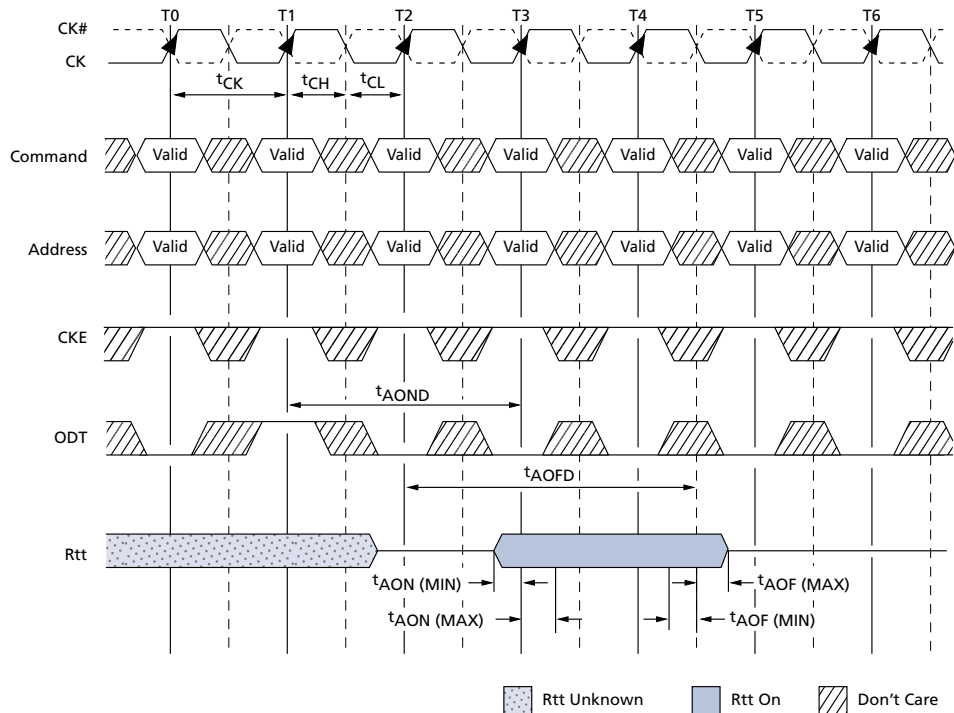 T0 T1 T2 T3 T4 T5 T6
CK#
CK
tCK tCH tCL
Command Valid Valid Valid Valid Valid Valid Valid
Address Valid Valid Valid Valid Valid Valid Valid
CKE
tAOND
ODT
tAOFD
Rtt
tAON (MIN) tAOF (MAX)
tAON (MAX) tAOF (MIN)
Rtt Unknown Rtt On Don't Care